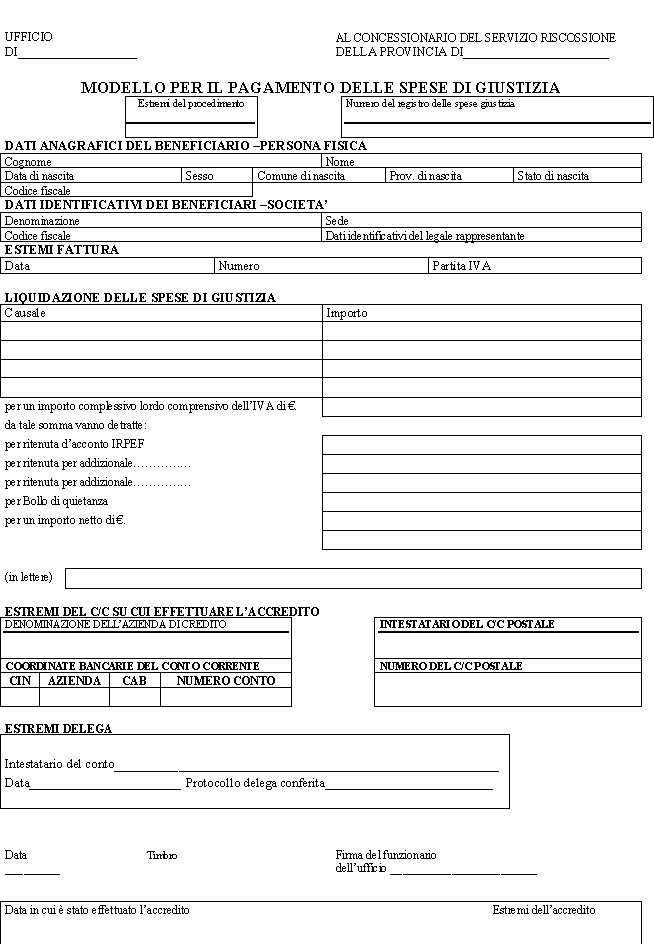 UFFICIO
DI____________________
AL CONCESSIONARIO DEL SERVIZIO RISCOSSIONE
DELLA PROVINCIA DI_________________________
MODELLO PER IL PAGAMENTO DELLE SPESE DI GIUSTIZIA
Estremi del procedimento
Numero del registro delle spese giustizia
DATI ANAGRAFICI DEL BENEFICIARIO –PERSONA FISICA
Cognome Nome
Data di nascita Sesso Comune di nascita Prov. di nascita Stato di nascita
Codice fiscale
DATI IDENTIFICATIVI DEI BENEFICIARI –SOCIETA’
Denominazione Sede
Codice fiscale Dati identificativi del legale rappresentante
ESTEMI FATTURA
Data Numero Partita IVA
LIQUIDAZIONE DELLE SPESE DI GIUSTIZIA
Causale Importo
per un importo complessivo lordo comprensivo dell’IVA di €.
da tale somma vanno detratte:
per ritenuta d’acconto IRPEF
per ritenuta per addizionale……………
per ritenuta per addizionale……………
per Bollo di quietanza
per un importo netto di €.
(in lettere)
ESTREMI DEL C/C SU CUI EFFETTUARE L’ACCREDITO
DENOMINAZIONE DELL’AZIENDA DI CREDITO
INTESTATARIO DEL C/C POSTALE
COORDINATE BANCARIE DEL CONTO CORRENTE
NUMERO DEL C/C POSTALE
CIN AZIENDA CAB NUMERO CONTO
ESTREMI DELEGA
Intestatario del conto_________________________________________________________________
Data__________________________ Protocollo delega conferita____________________________
Data Timbro Firma del funzionario
_________ dell’ufficio _________________________
Data in cui è stato effettuato l’accredito Estremi dell’accredito